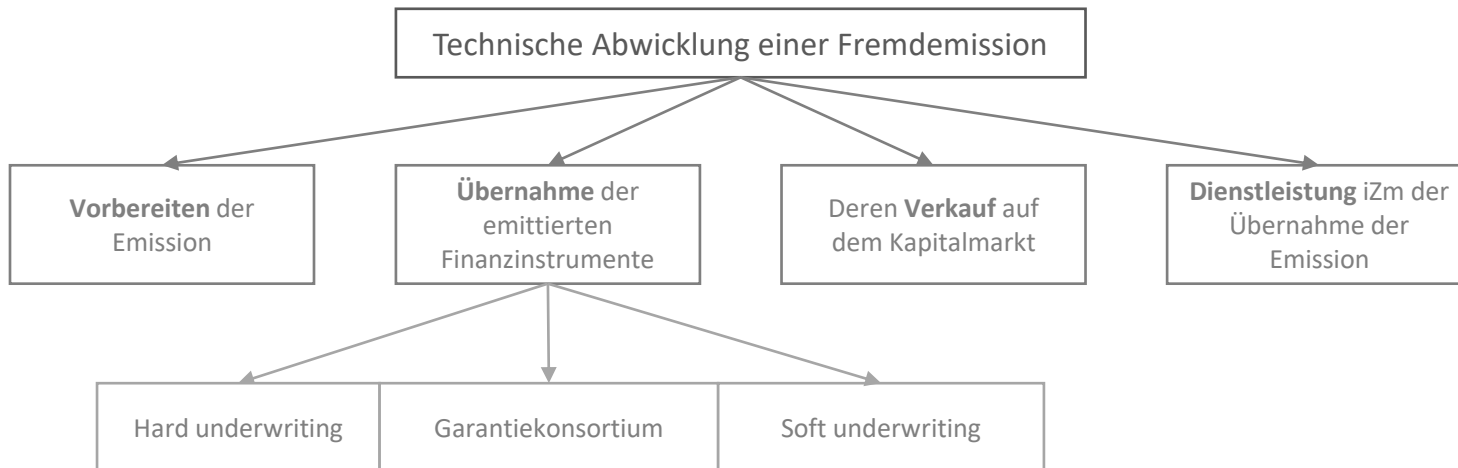 Technische Abwicklung einer Fremdemission
Vorbereiten der
Emission
Übernahme der
emittierten
Finanzinstrumente
Deren Verkauf auf
dem Kapitalmarkt
Dienstleistung iZm der
Übernahme der
Emission
Hard underwriting
Garantiekonsortium
Soft underwriting